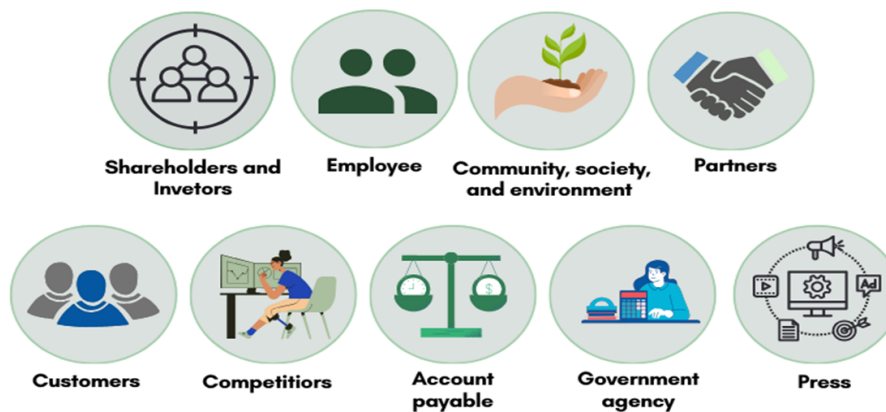 Shareholders and
Invetors
Employee
Community, society,
and environment
Partners
Customers
Competitiors
Account
payable
Government
agency
Press
Ad
$